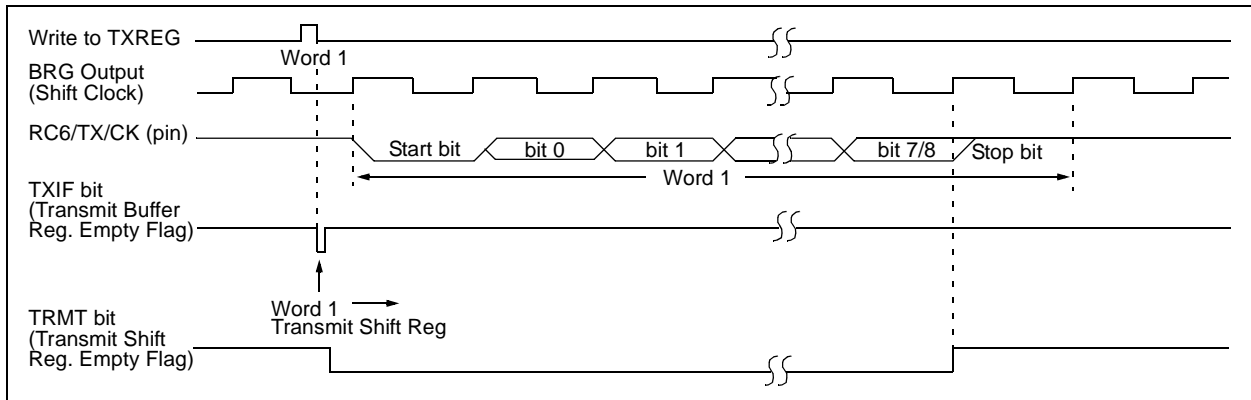 Write to TXREG
Word 1
BRG Output
(Shift Clock)
RC6/TX/CK (pin)
Start bit
bit 0
bit 1
bit 7/8
Stop bit
Word 1
TXIF bit
(Transmit Buffer
Reg. Empty Flag)
Word 1
Transmit Shift Reg
TRMT bit
(Transmit Shift
Reg. Empty Flag)